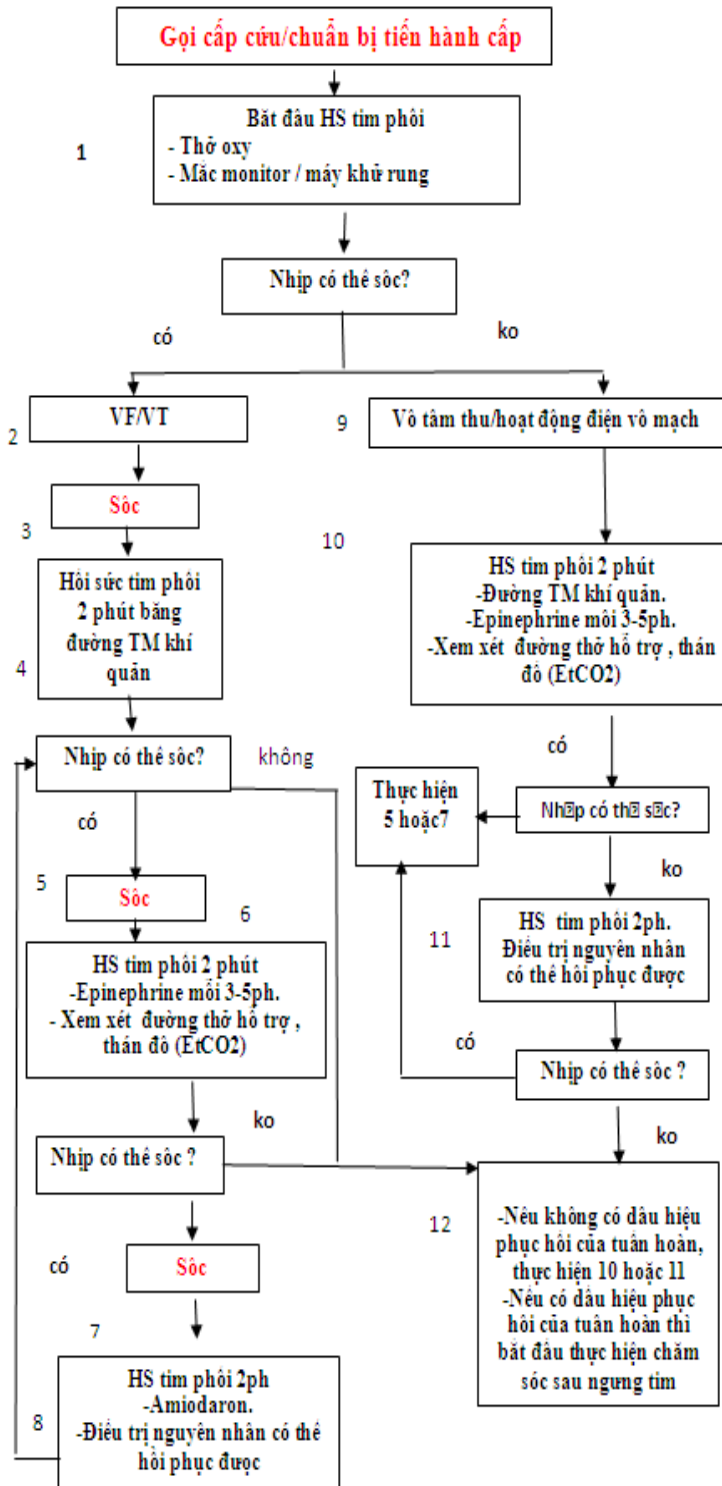 Gọi cấp cứu/chuẩn bị tiến hành cấp
Bắt đầu HS tim phổi
1
- Thở oxy
- Mắc monitor / máy khử rung
Nhịp có thể sốc?
có
ko
2
VF/VT
9
Vô tâm thu/hoạt động điện vô mạch
Sốc
3
10
Hồi sức tim phổi
2 phút bằng
đường TM khí
quản
4
HS tim phổi 2 phút
-Đường TM khí quản.
-Epinephrine mỗi 3-5ph.
-Xem xét đường thở hỗ trợ , thán
đồ (EtCO2)
Nhịp có thể sốc?
không
có
có
Thực hiện
5 hoặc7
Nhịp có thể sốc?
ko
5
Sốc
6
HS tim phổi 2 phút
-Epinephrine mỗi 3-5ph.
- Xem xét đường thở hỗ trợ ,
thán đồ (EtCO2)
11
HS tim phổi 2ph.
Điều trị nguyên nhân
có thể hồi phục được
có
Nhịp có thể sốc ?
ko
ko
Nhịp có thể sốc ?
có
Sốc
7
12
-Nếu không có dấu hiệu
phục hồi của tuần hoàn,
thực hiện 10 hoặc 11
-Nếu có dấu hiệu phục
hồi của tuần hoàn thì
bắt đầu thực hiện chăm
sóc sau ngưng tim
8
HS tim phổi 2ph
-Amiodaron.
-Điều trị nguyên nhân có thể
hồi phục được